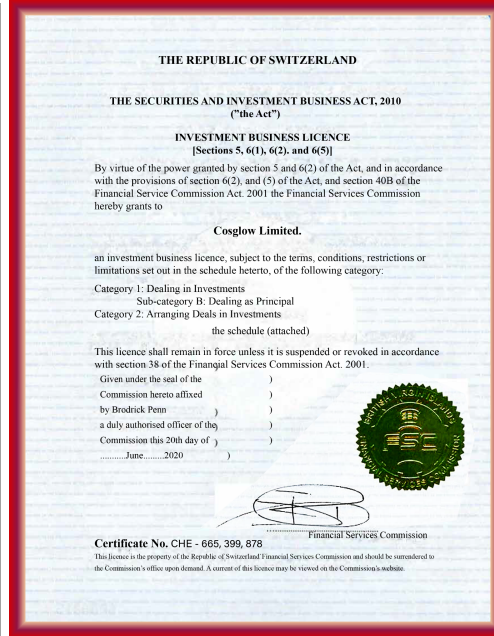 THE REPUBLIC OF SWITZERLAND
THE SECURITIES AND INVESTMENT BUSINESS ACT, 2010
("the Act")
INVESTMENT BUSINESS LICENCE
[Sections 5, 6(1), 6(2). and 6(5)]
By virtue of the power granted by section 5 and 6(2) of the Act, and in accordance
with the provisions of section 6(2), and (5) of the Act, and section 40B of the
Financial Service Commission Act. 2001 the Financial Services Commission
hereby grants to
Cosglow Limited.
an investment business licence, subject to the terms, conditions, restrictions or
limitations set out in the schedule heterto, of the following category:
Category 1: Dealing in Investments
Sub-category B: Dealing as Principal
Category 2: Arranging Deals in Investments
the schedule (attached)
This licence shall remain in force unless it is suspended or revoked in accordance
with section 38 of the Finanqial Services Commission Act. 2001.
Given under the seal of the )
Commission hereto affixed )
by Brodrick Penn ) )
a duly authorised officer of the) )
Commission this 20th day of ) )
...........June.........2020 )
FSC
Financial Services Commission
Certificate No. CHE - 665, 399, 878
This licence is the property of the Republic of Switzerland Financial Services Commission and should be surrendered to
the Commission's office upon demand. A current of this licence may be viewed on the Commission's website.